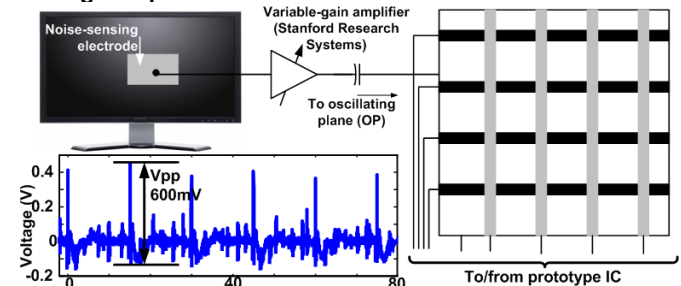 Variable-gain amplifier
(Stanford Research
Systems)
Noise-sensing
electrode
To oscillating
plane (OP)
Vpp
600mV
Voltage (V)
0.4
0.2
0
-0.2
0
40
80
To/from prototype IC